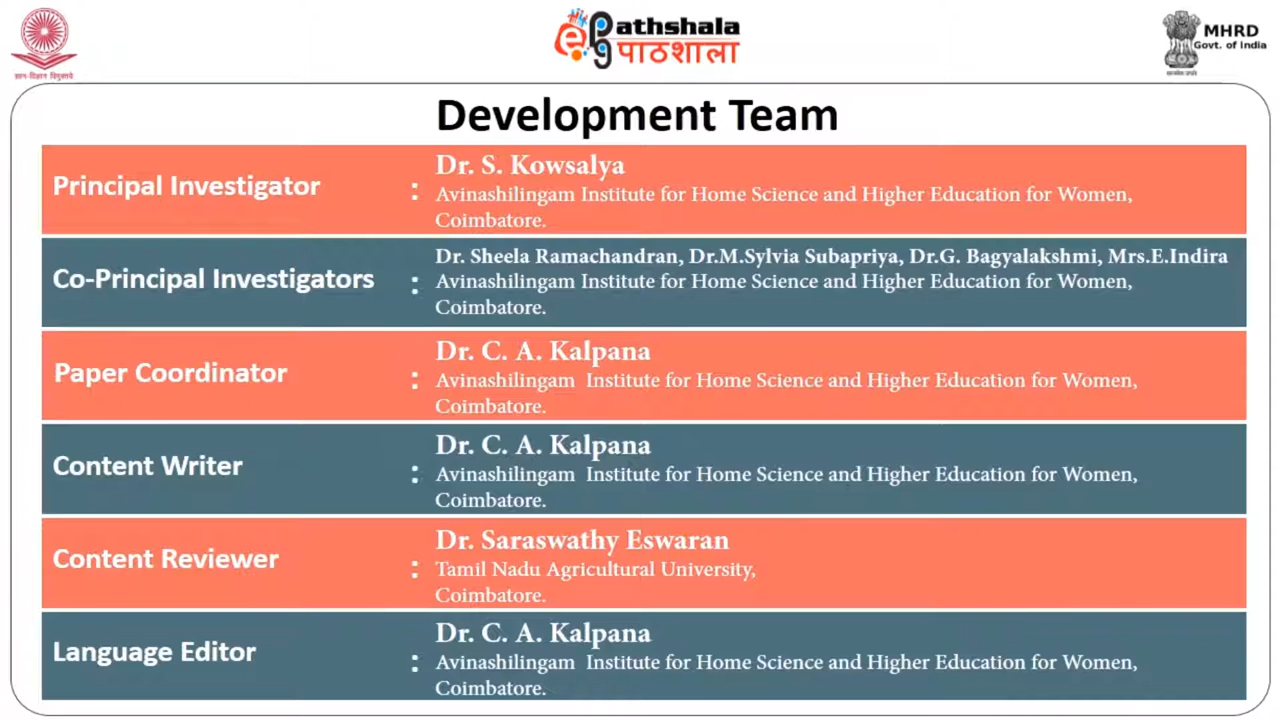 ज्ञान-विज्ञान विमुक्तये
ePG Pathshala
पाठशाला
MHRD
Govt. of India
सत्यमेव जयते
Development Team
Principal Investigator : Dr. S. Kowsalya
Avinashilingam Institute for Home Science and Higher Education for Women,
Coimbatore.
Co-Principal Investigators : Dr. Sheela Ramachandran, Dr.M.Sylvia Subapriya, Dr.G. Bagyalakshmi, Mrs.E.Indira
Avinashilingam Institute for Home Science and Higher Education for Women,
Coimbatore.
Paper Coordinator : Dr. C. A. Kalpana
Avinashilingam Institute for Home Science and Higher Education for Women,
Coimbatore.
Content Writer : Dr. C. A. Kalpana
Avinashilingam Institute for Home Science and Higher Education for Women,
Coimbatore.
Content Reviewer : Dr. Saraswathy Eswaran
Tamil Nadu Agricultural University,
Coimbatore.
Language Editor : Dr. C. A. Kalpana
Avinashilingam Institute for Home Science and Higher Education for Women,
Coimbatore.